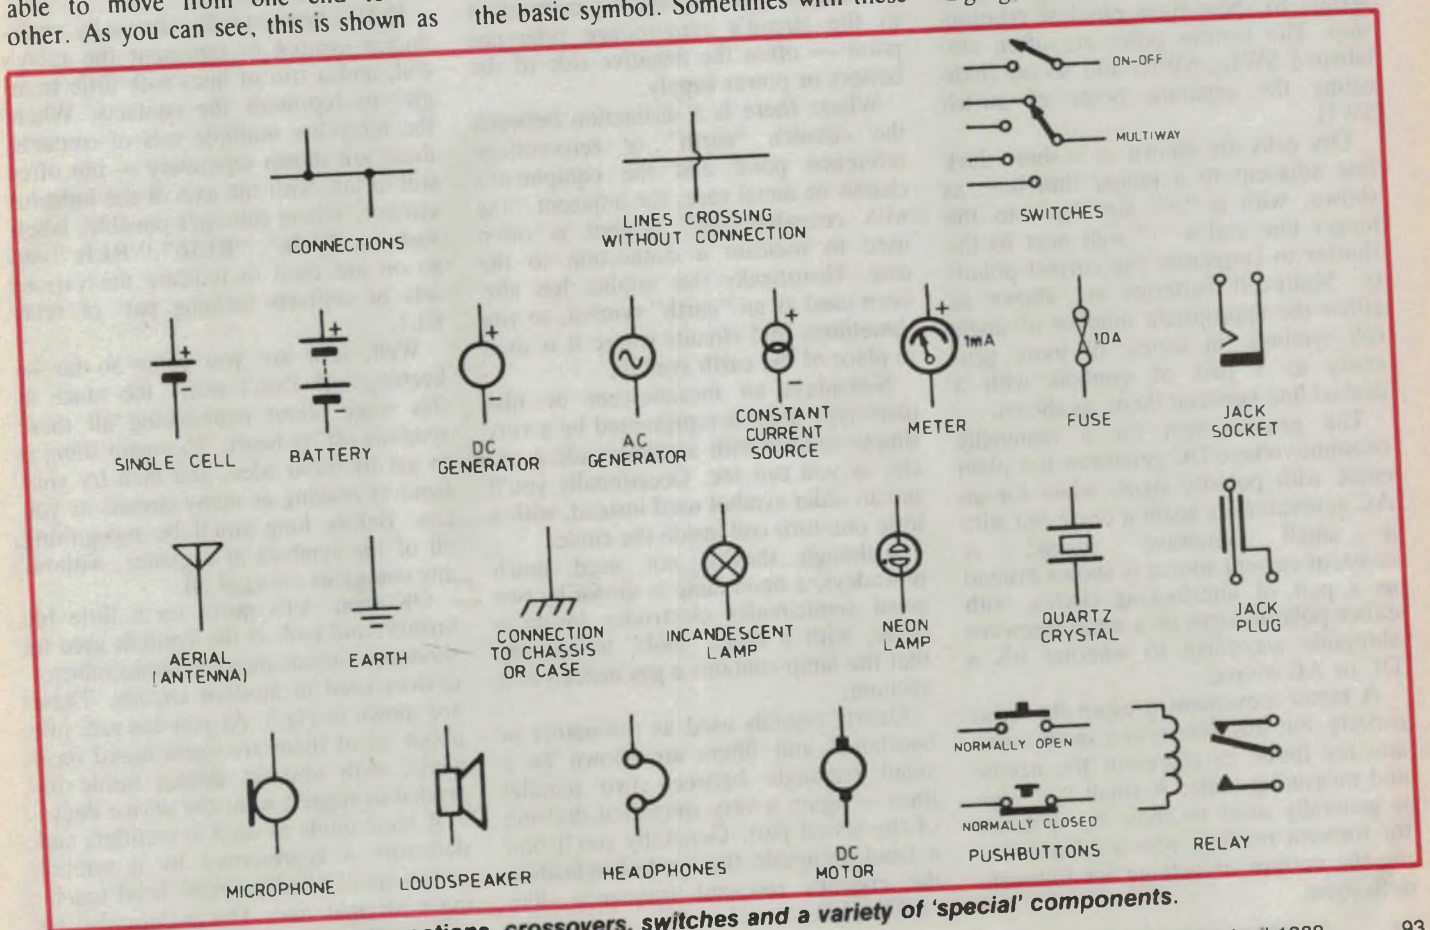 able to move from one end
other. As you can see, this is shown as
the basic symbol. Sometimes with these
ON-OFF
MULTIWAY
CONNECTIONS
LINES CROSSING
WITHOUT CONNECTION
SWITCHES
+
-
SINGLE CELL
+
-
BATTERY
+
-
DC
GENERATOR
AC
GENERATOR
+
-
CONSTANT
CURRENT
SOURCE
+
1mA
METER
10A
FUSE
JACK
SOCKET
AERIAL
(ANTENNA)
EARTH
CONNECTION
TO CHASSIS
OR CASE
INCANDESCENT
LAMP
NEON
LAMP
QUARTZ
CRYSTAL
JACK
PLUG
MICROPHONE
LOUDSPEAKER
HEADPHONES
DC
MOTOR
NORMALLY OPEN
NORMALLY CLOSED
PUSHBUTTONS
RELAY
crossovers, switches and a variety of 'special' components.
93